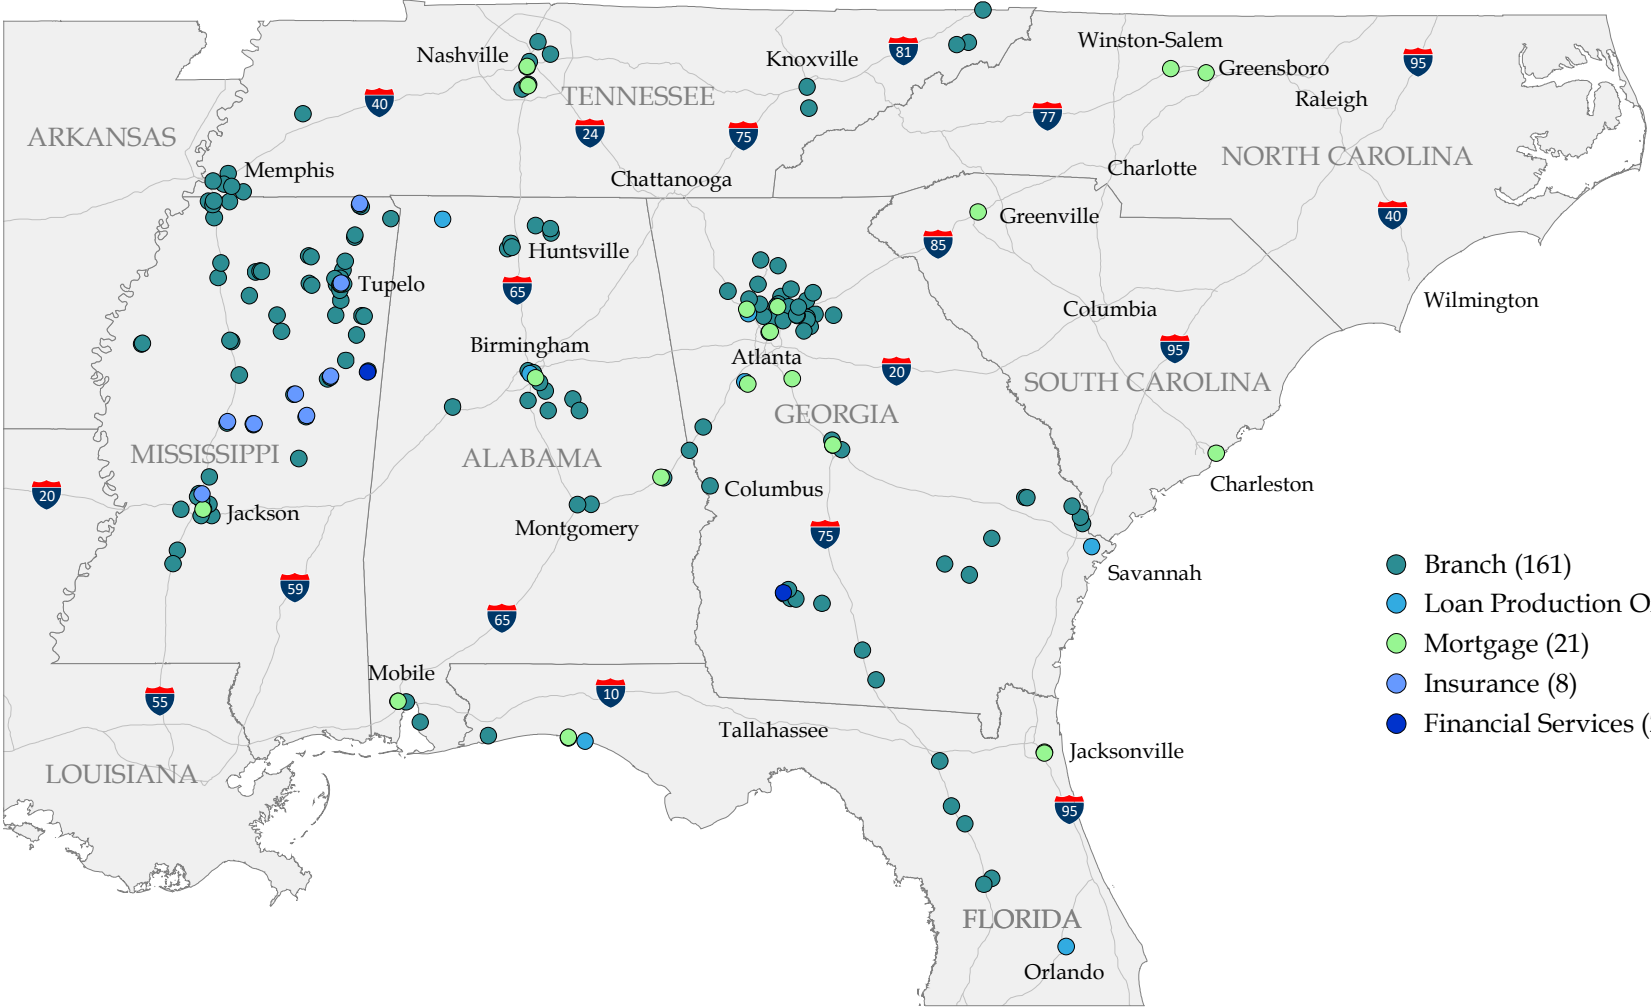 Winston-Salem
Nashville
Knoxville
81
95
Greensboro
40
TENNESSEE
Raleigh
77
ARKANSAS
24
75
NORTH CAROLINA
Memphis
Charlotte
Chattanooga
40
Greenville
85
Huntsville
Tupelo
65
Wilmington
Columbia
Birmingham
95
Atlanta
20
SOUTH CAROLINA
GEORGIA
MISSISSIPPI
ALABAMA
Charleston
20
Columbus
Jackson
Montgomery
75
Branch (161)
Savannah
59
Loan Production O
65
Mortgage (21)
Mobile
Insurance (8)
55
10
Financial Services (
Tallahassee
Jacksonville
LOUISIANA
95
FLORIDA
Orlando